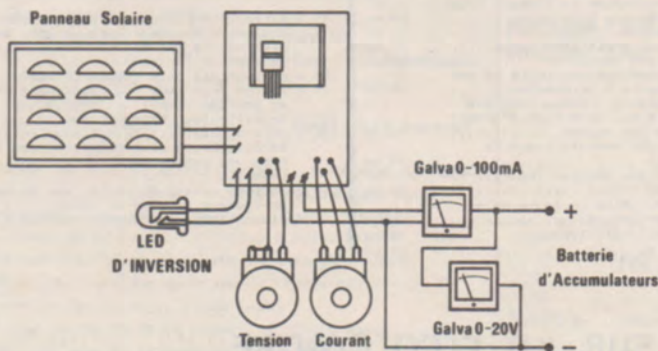 Panneau Solaire
Galva 0-100mA
+
LED
D'INVERSION
Batterie
d'Accumulateurs
Galva 0-20V
Tension
Courant
−